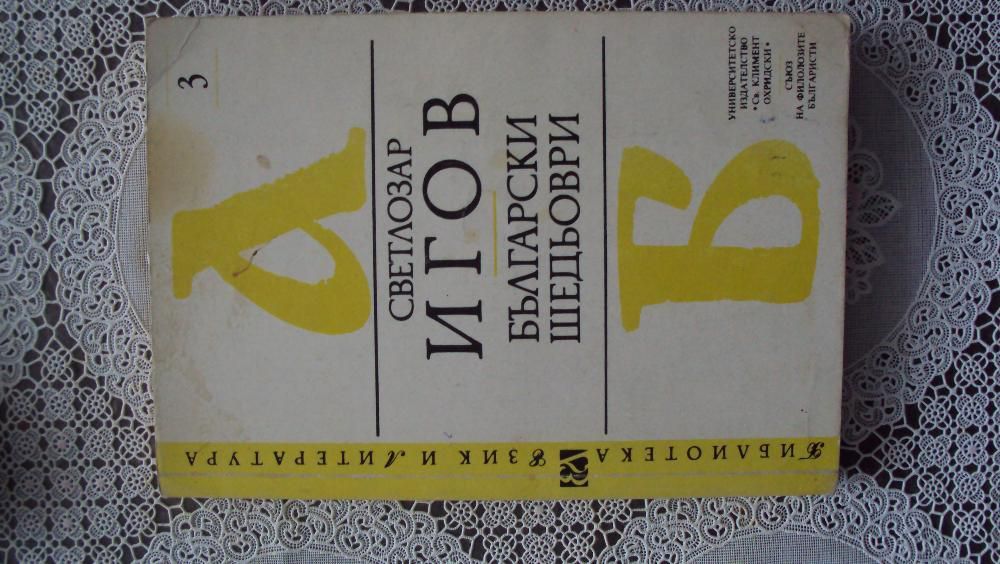 3
А
СВЕТЛОЗАР
ИГОВ
БЪЛГАРСКИ
ШЕДЬОВРИ
Б
УНИВЕРСИТЕТСКО
ИЗДАТЕЛСТВО
• Св. КЛИМЕНТ
ОХРИДСКИ •
СЪЮЗ
НА ФИЛОЛОЗИТЕ
БЪЛГАРИСТИ
БИБЛИОТЕКА ЕЗИК И ЛИТЕРАТУРА